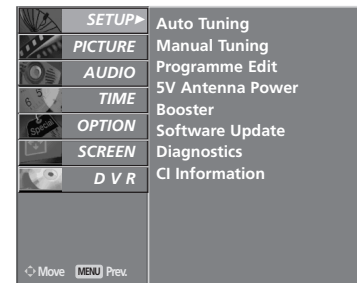 SETUP
PICTURE
AUDIO
TIME
OPTION
SCREEN
D V R
Auto Tuning
Manual Tuning
Programme Edit
5V Antenna Power
Booster
Software Update
Diagnostics
CI Information
Special
Move MENU Prev.